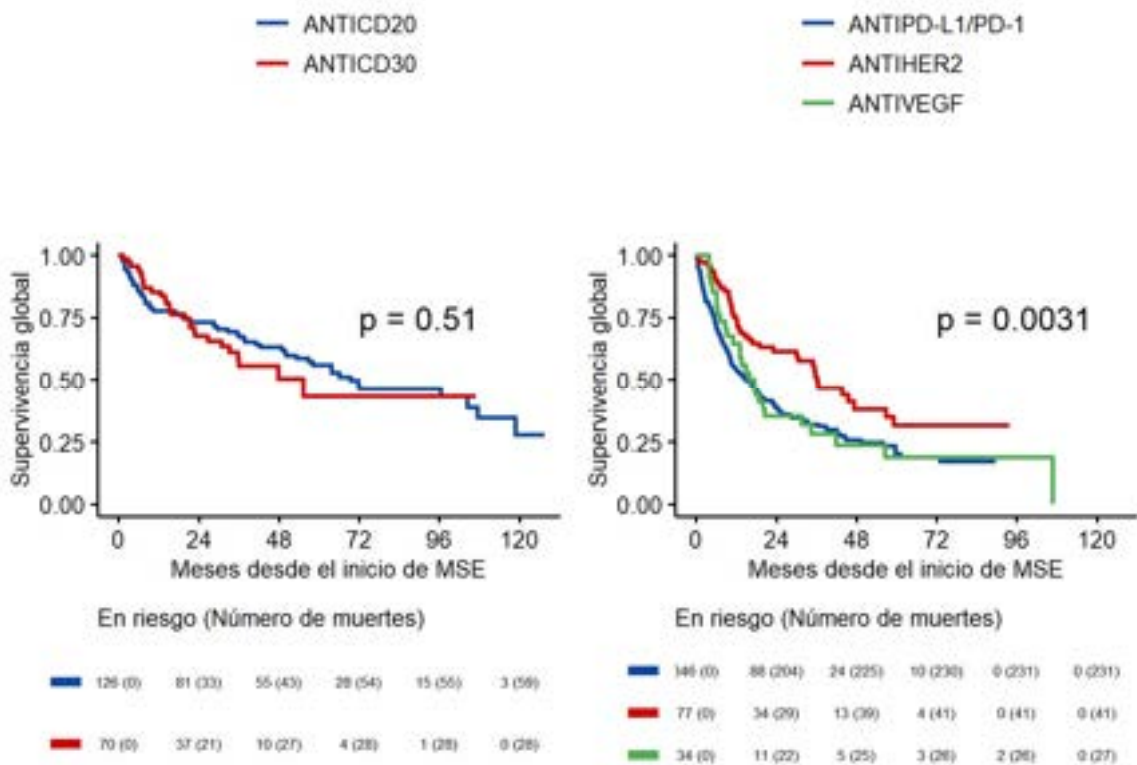 ANTICD20
ANTICD30
1.00
0.75
0.50
0.25
0.00
Supervivencia global
p = 0.51
0 24 48 72 96 120
Meses desde el inicio de MSE
En riesgo (Número de muertes)
126 (0) 81 (33) 55 (43) 28 (54) 15 (55) 3 (59)
70 (0) 37 (21) 10 (27) 4 (28) 1 (28) 0 (28)
ANTIPD-L1/PD-1
ANTIHER2
ANTIVEGF
1.00
0.75
0.50
0.25
0.00
Supervivencia global
p = 0.0031
0 24 48 72 96 120
Meses desde el inicio de MSE
En riesgo (Número de muertes)
346 (0) 88 (204) 24 (225) 10 (230) 0 (231) 0 (231)
77 (0) 34 (29) 13 (39) 4 (41) 0 (41) 0 (41)
34 (0) 11 (22) 5 (25) 3 (26) 2 (26) 0 (27)